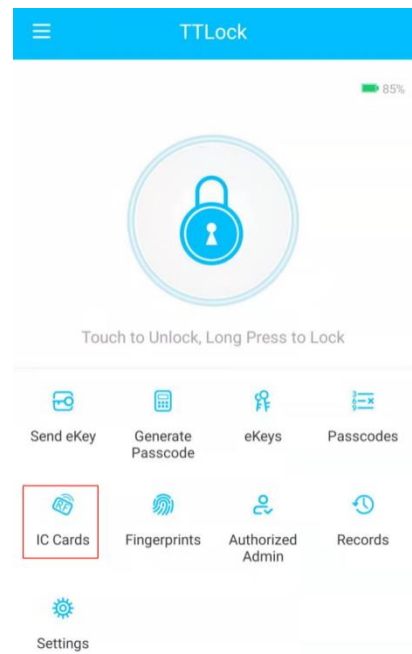 TTLock
85%
Touch to Unlock, Long Press to Lock
Send eKey
Generate
Passcode
eKeys
Passcodes
RF
IC Cards
Fingerprints
Authorized
Admin
Records
Settings